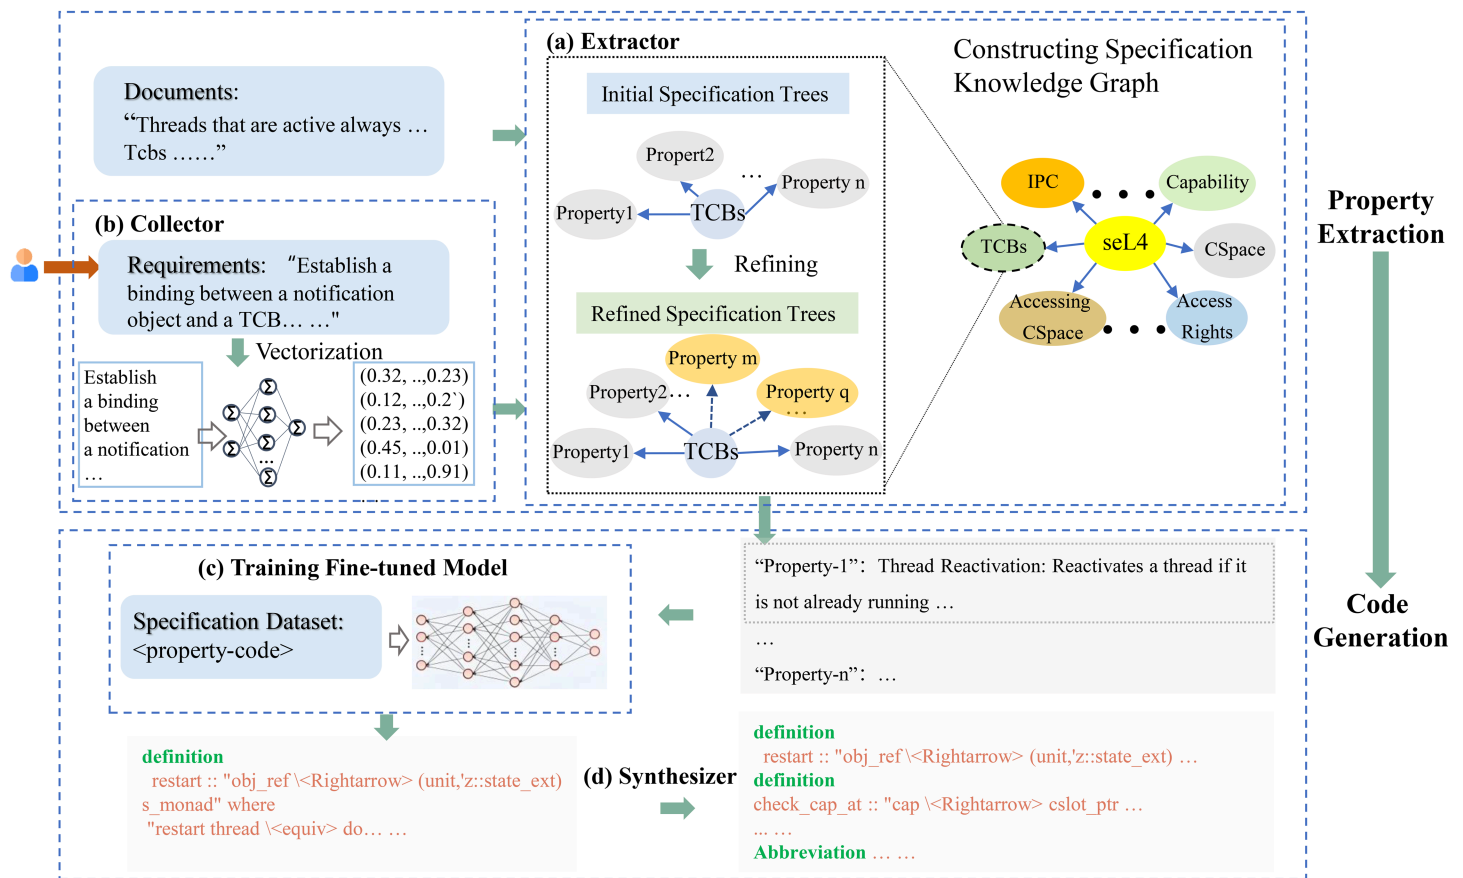 (a) Extractor
Constructing Specification
Knowledge Graph
Documents:
“Threads that are active always …
Tcbs ……”
Initial Specification Trees
Propert2
…
Property n
Property1
TCBs
Refining
Refined Specification Trees
Property m
Property2
…
Property q
…
Property1
TCBs
Property n
IPC
• • •
Capability
TCBs
seL4
CSpace
Accessing
CSpace
• • •
Access
Rights
Property
Extraction
(b) Collector
Requirements: “Establish a
binding between a notification
object and a TCB… …"
Vectorization
Establish
a binding
between
a notification
…
Σ
Σ
Σ
Σ
Σ
...
Σ
Σ
(0.32, ..,0.23)
(0.12, ..,0.2`)
(0.23, ..,0.32)
(0.45, ..,0.01)
(0.11, ..,0.91)
...
(c) Training Fine-tuned Model
Specification Dataset:
<property-code>
“Property-1”: Thread Reactivation: Reactivates a thread if it
is not already running …
…
“Property-n”: …
Code
Generation
definition
restart :: "obj_ref \<Rightarrow> (unit,'z::state_ext)
s_monad" where
"restart thread \<equiv> do… …
(d) Synthesizer
definition
restart :: "obj_ref \<Rightarrow> (unit,'z::state_ext) …
definition
check_cap_at :: "cap \<Rightarrow> cslot_ptr …
... …
Abbreviation … …